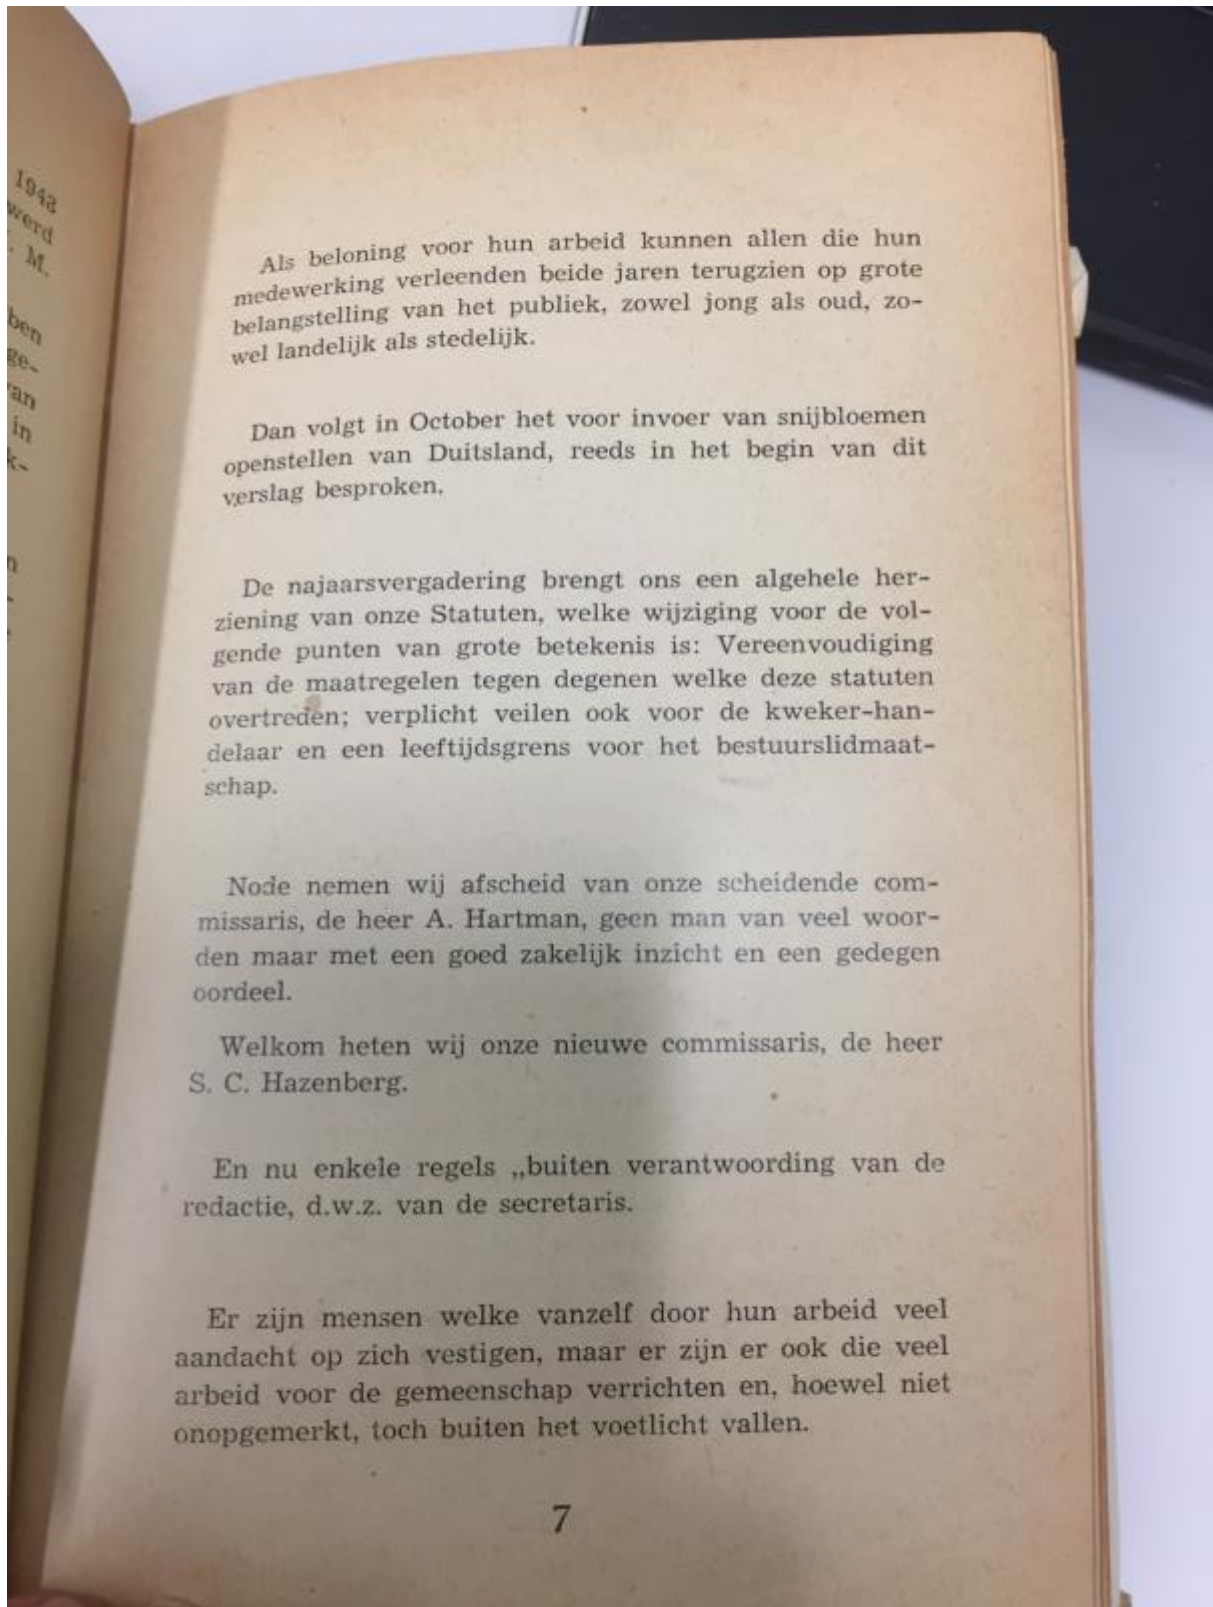 1948
werd
M.
ben
ge-
van
in
k-
Als beloning voor hun arbeid kunnen allen die hun
medewerking verleenden beide jaren terugzien op grote
belangstelling van het publiek, zowel jong als oud, zo-
wel landelijk als stedelijk.
Dan volgt in October het voor invoer van snijbloemen
openstellen van Duitsland, reeds in het begin van dit
verslag besproken.
De najaarsvergadering brengt ons een algehele her-
ziening van onze Statuten, welke wijziging voor de vol-
gende punten van grote betekenis is: Vereenvoudiging
van de maatregelen tegen degenen welke deze statuten
overtreden; verplicht veilen ook voor de kweker-han-
delaar en een leeftijdsgrens voor het bestuurslidmaat-
schap.
Node nemen wij afscheid van onze scheidende com-
missaris, de heer A. Hartman, geen man van veel woor-
den maar met een goed zakelijk inzicht en een gedegen
oordeel.
Welkom heten wij onze nieuwe commissaris, de heer
S. C. Hazenberg.
En nu enkele regels „buiten verantwoording van de
redactie, d.w.z. van de secretaris.
Er zijn mensen welke vanzelf door hun arbeid veel
aandacht op zich vestigen, maar er zijn er ook die veel
arbeid voor de gemeenschap verrichten en, hoewel niet
onopgemerkt, toch buiten het voetlicht vallen.
7